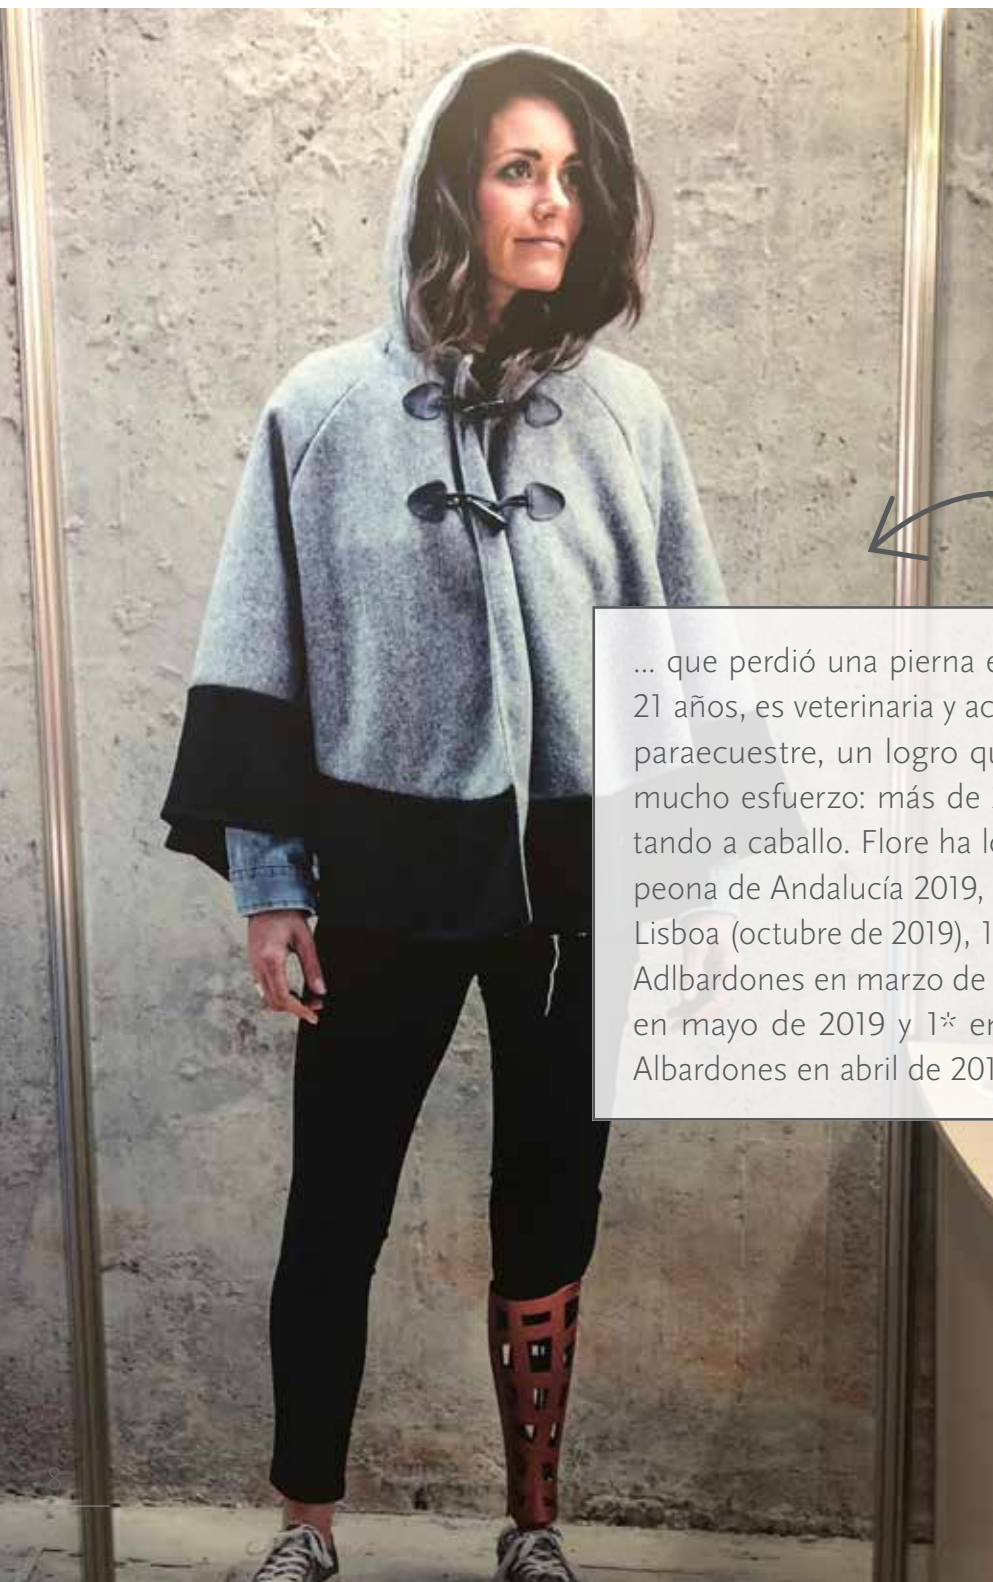 ... que perdió una pierna e
21 años, es veterinaria y ac
paraecuestre, un logro qu
mucho esfuerzo: más de
tando a caballo. Flore ha lo
peona de Andalucía 2019,
Lisboa (octubre de 2019), 1
Adlbardones en marzo de
en mayo de 2019 y 1* en
Albardones en abril de 201
8